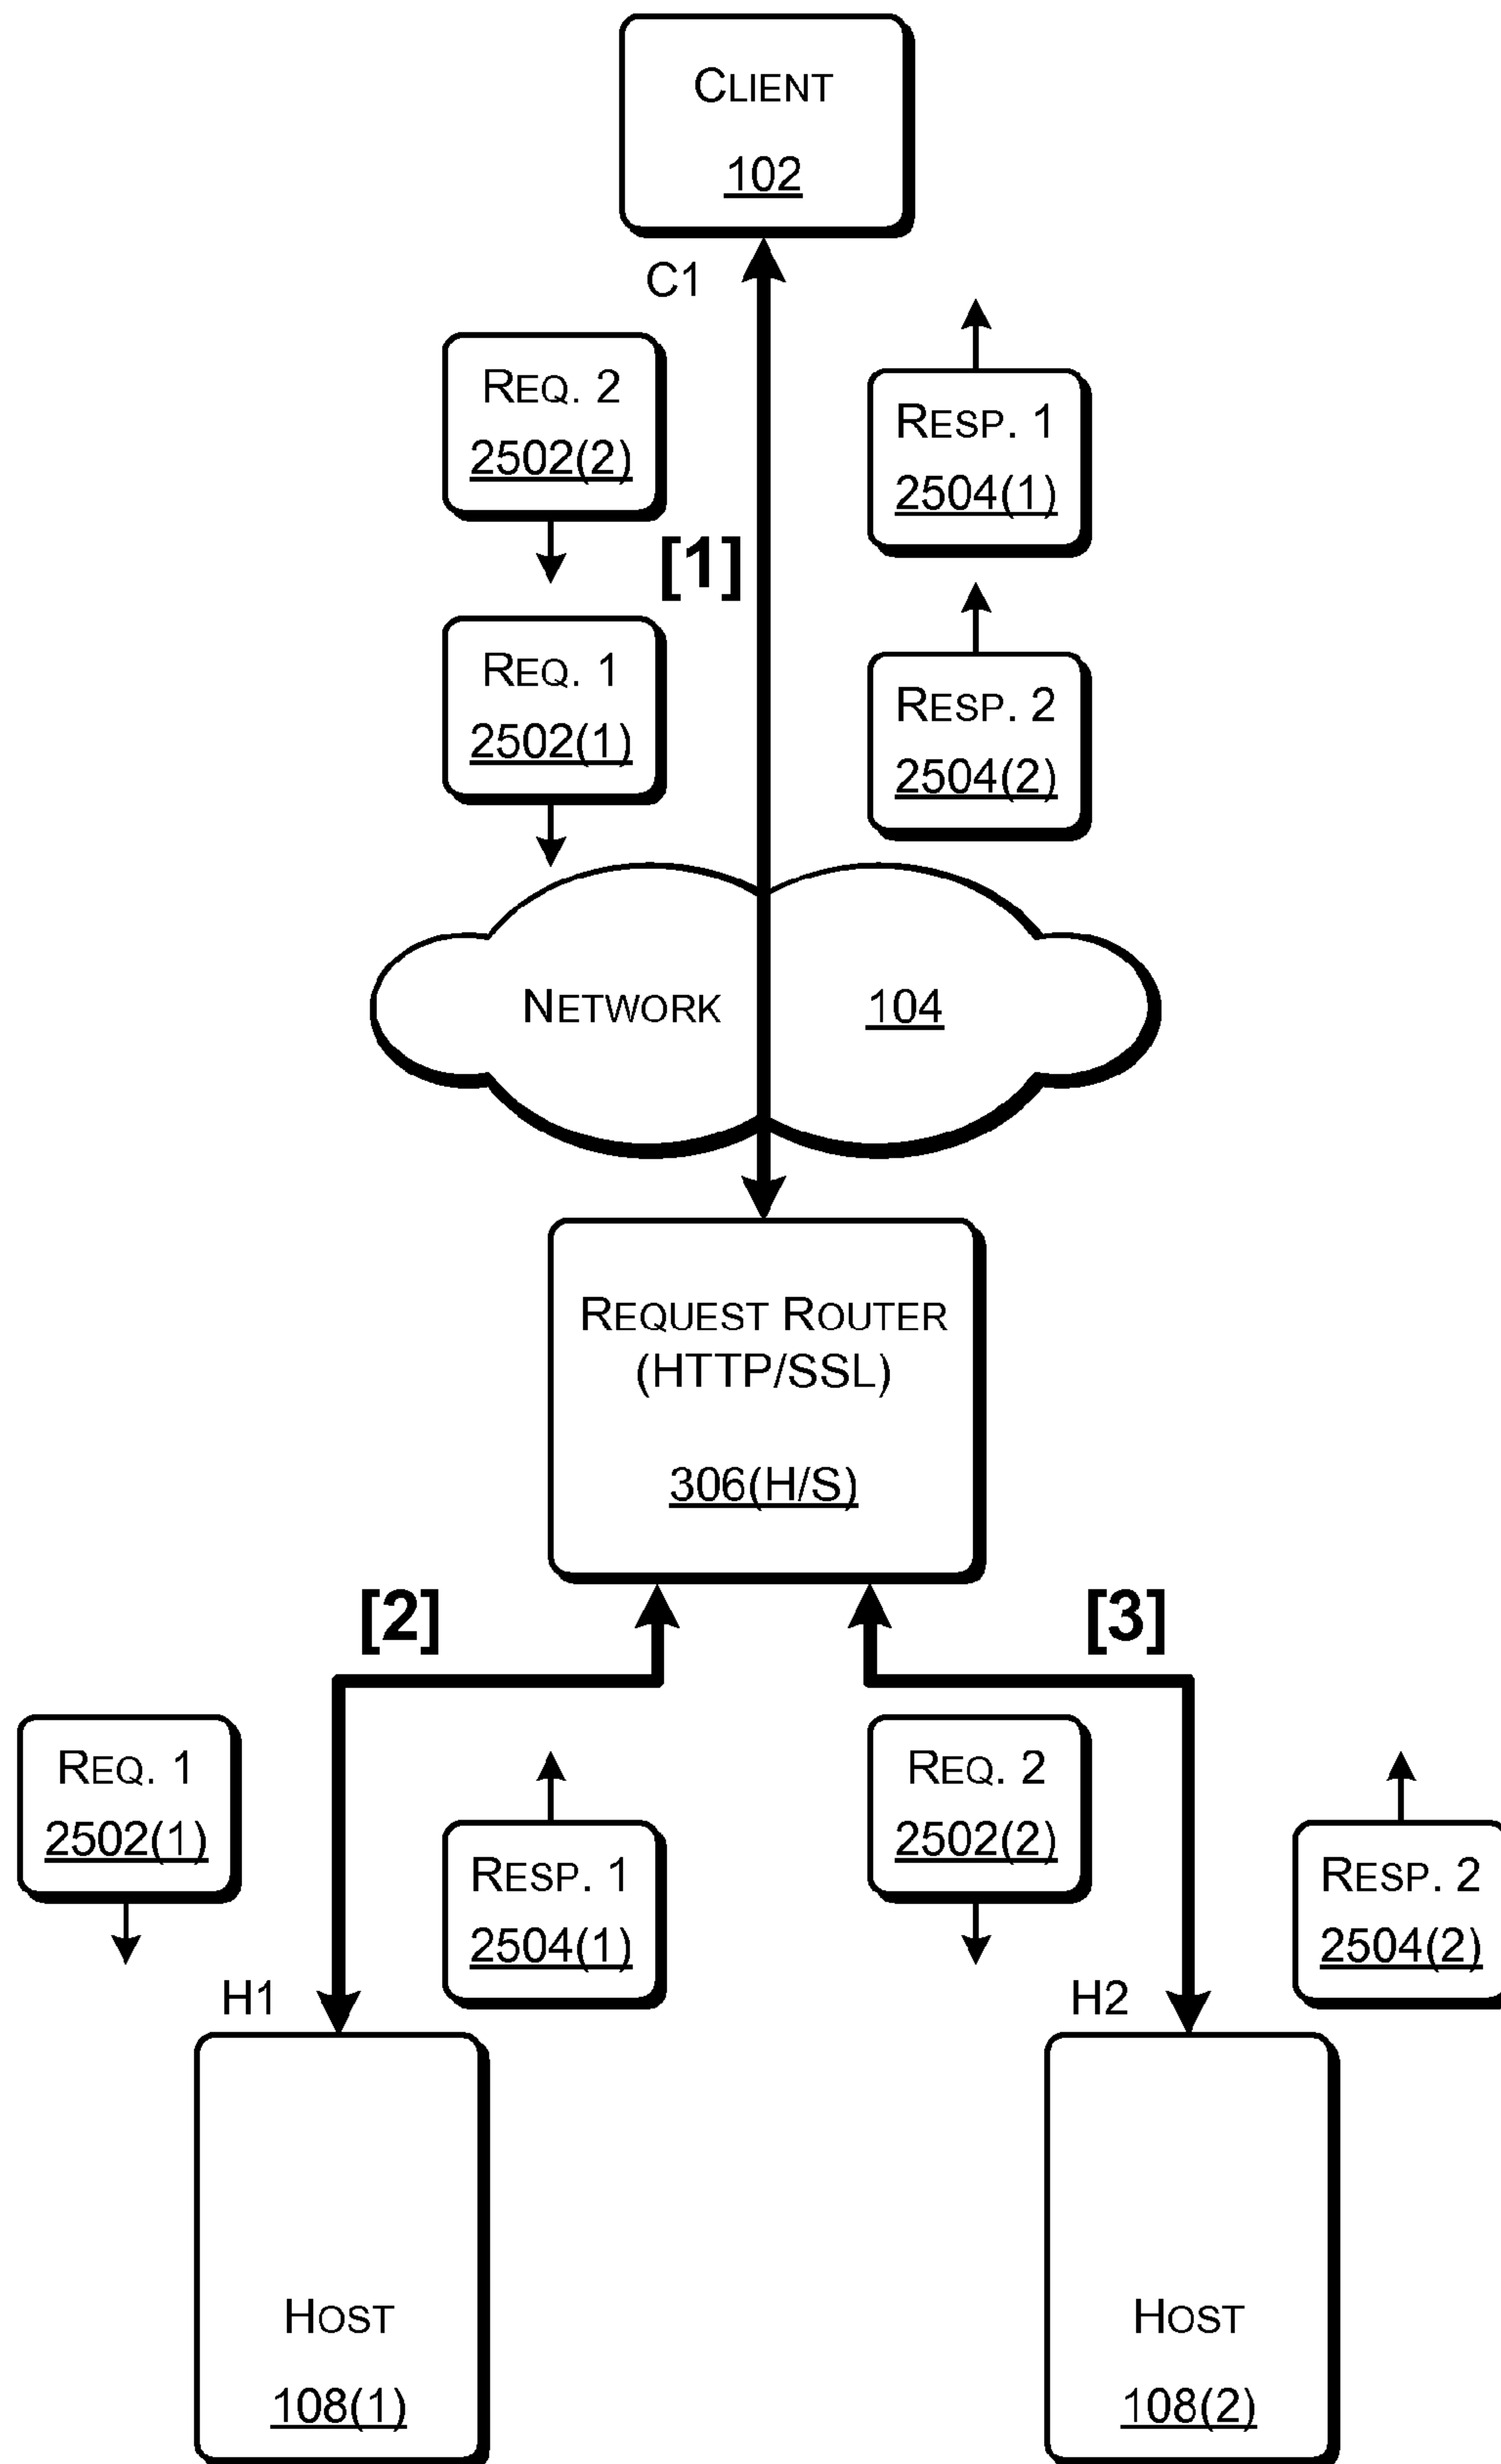 CLIENT
102
C1
REQ. 2
2502(2)
RESP. 1
2504(1)
[1]
REQ. 1
2502(1)
RESP. 2
2504(2)
NETWORK
104
REQUEST ROUTER
(HTTP/SSL)
306(H/S)
[2]
[3]
REQ. 1
2502(1)
RESP. 1
2504(1)
REQ. 2
2502(2)
RESP. 2
2504(2)
H1
H2
HOST
108(1)
HOST
108(2)